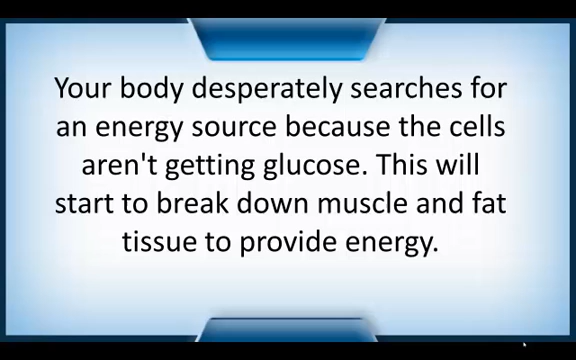 Your body desperately searches for
an energy source because the cells
aren't getting glucose. This will
start to break down muscle and fat
tissue to provide energy.